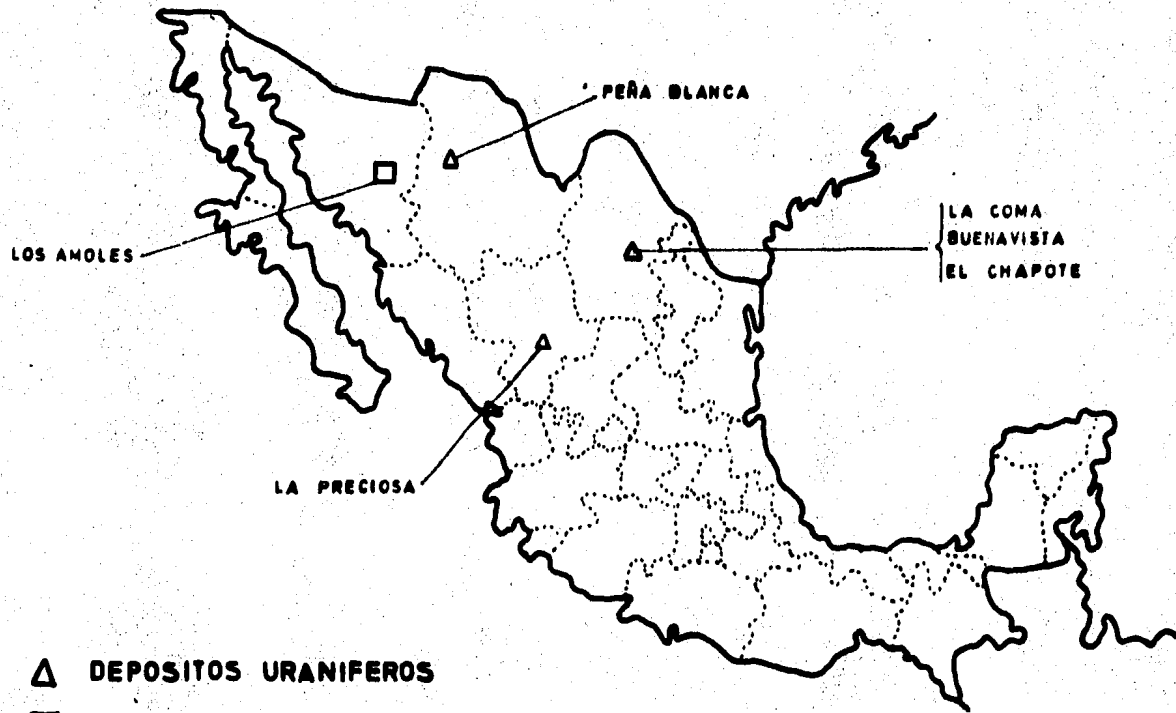 PEÑA BLANCA
LA COMA
BUENAVISTA
EL CHAPOTE
LOS AMOLES
LA PRECIOSA
DEPOSITOS URANIFEROS